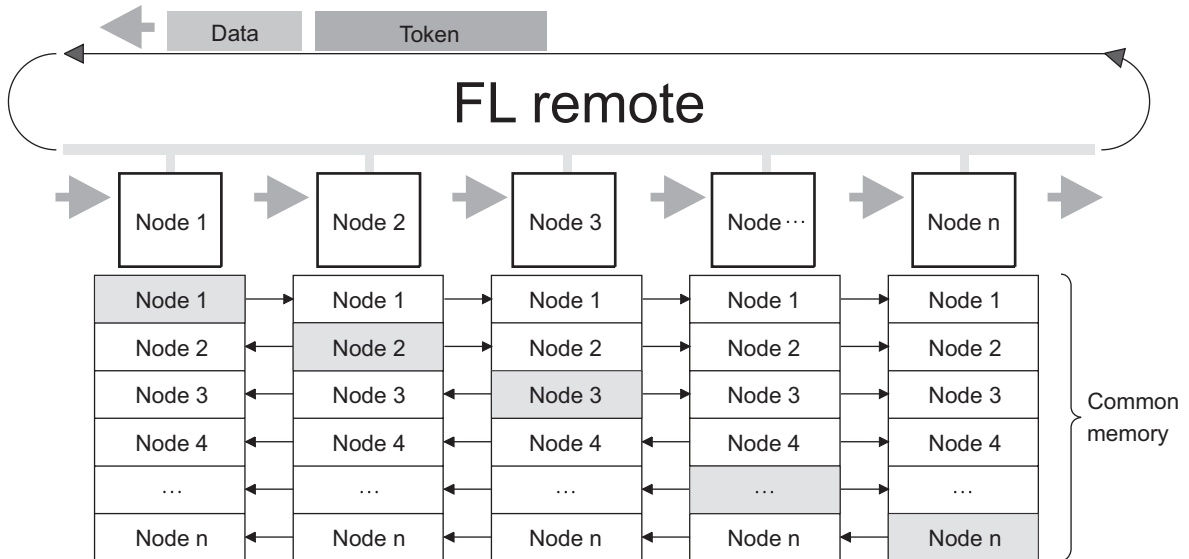 Data Token
FL remote
Node 1 Node 2 Node 3 Node ··· Node n
Node 1 Node 1 Node 1 Node 1 Node 1
Node 2 Node 2 Node 2 Node 2 Node 2
Node 3 Node 3 Node 3 Node 3 Node 3
Common
memory
Node 4 Node 4 Node 4 Node 4 Node 4
··· ··· ··· ··· ···
Node n Node n Node n Node n Node n